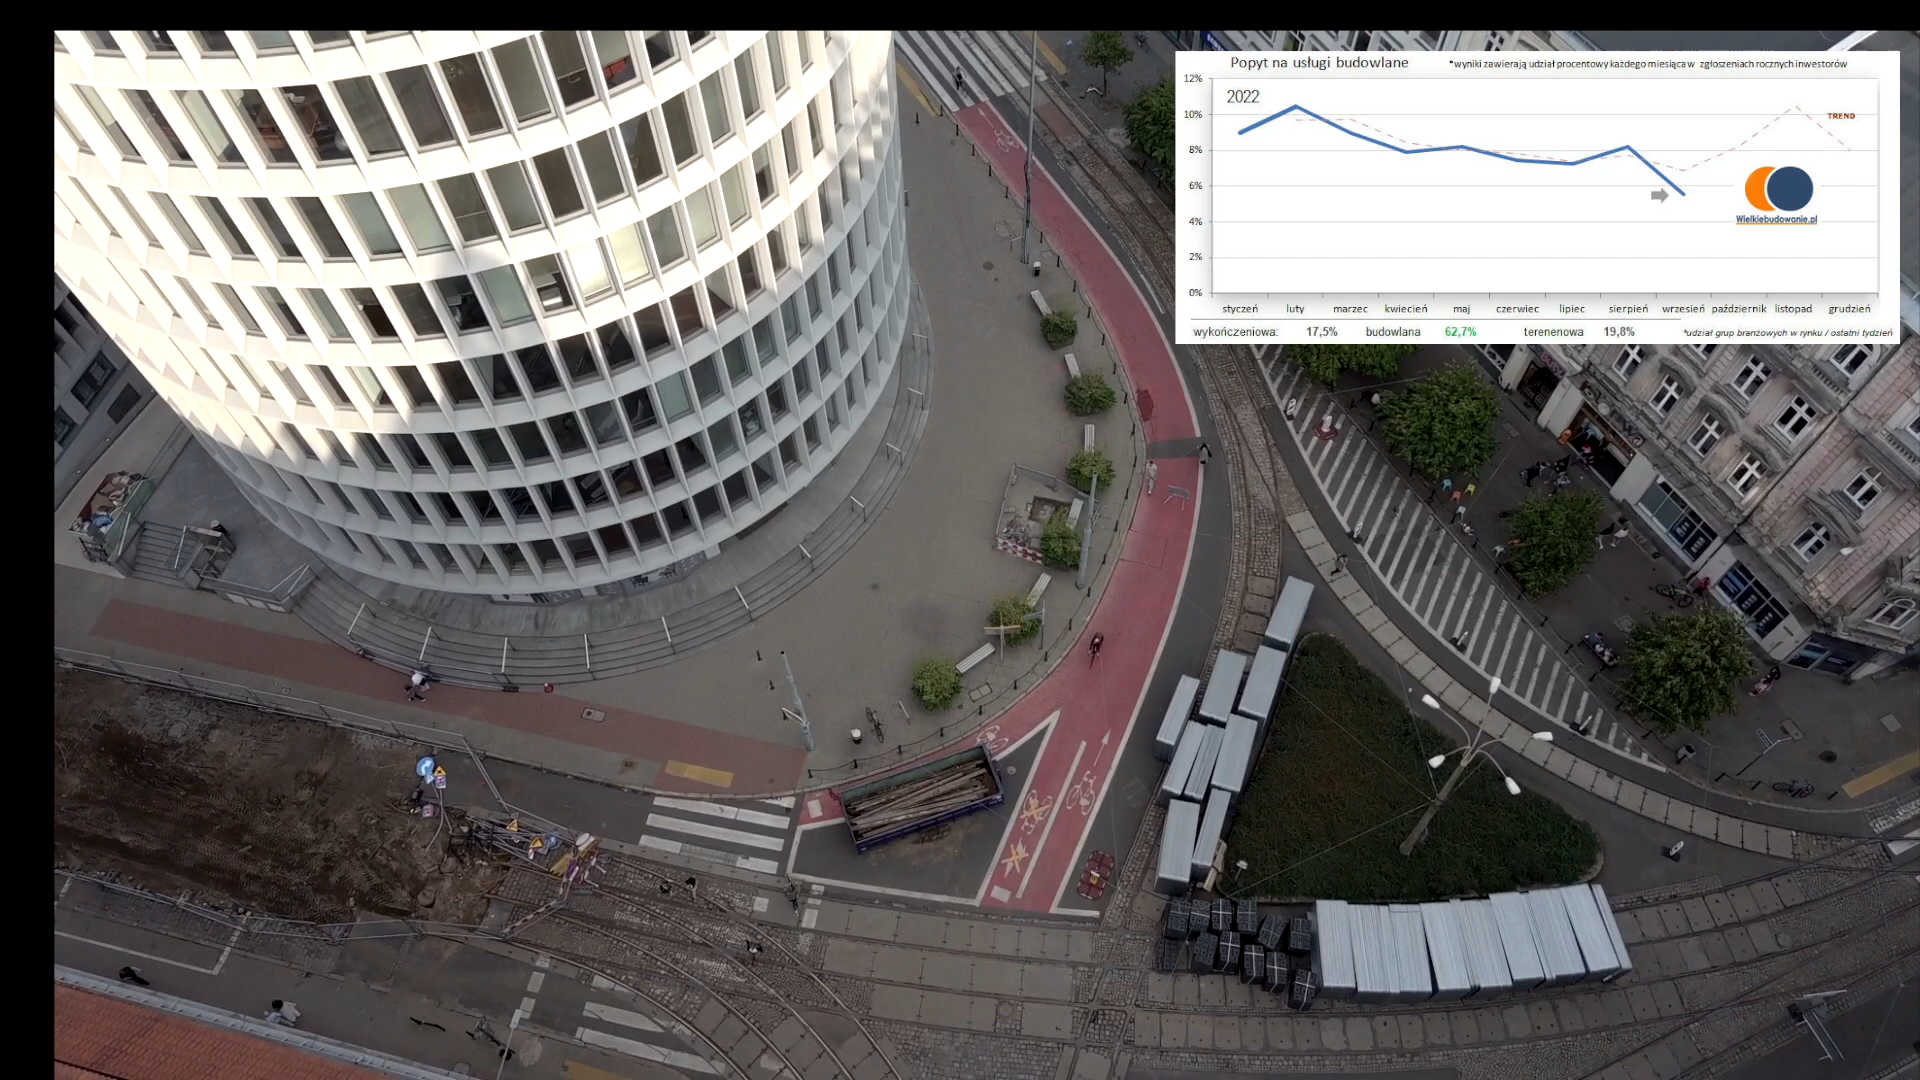 Popyt na usługi budowlane
*wyniki zawierają udział procentowy każdego miesiąca w zgłoszeniach rocznych inwestorów
12%
2022
10%
TREND
8%
6%
Wielkiebudowanie.pl
4%
2%
0%
styczeń luty marzec kwiecień maj czerwiec lipiec sierpień wrzesień październik listopad grudzień
wykończeniowa: 17,5% budowlana 62,7% terenenowa 19,8% *udział grup branżowych w rynku / ostatni tydzień